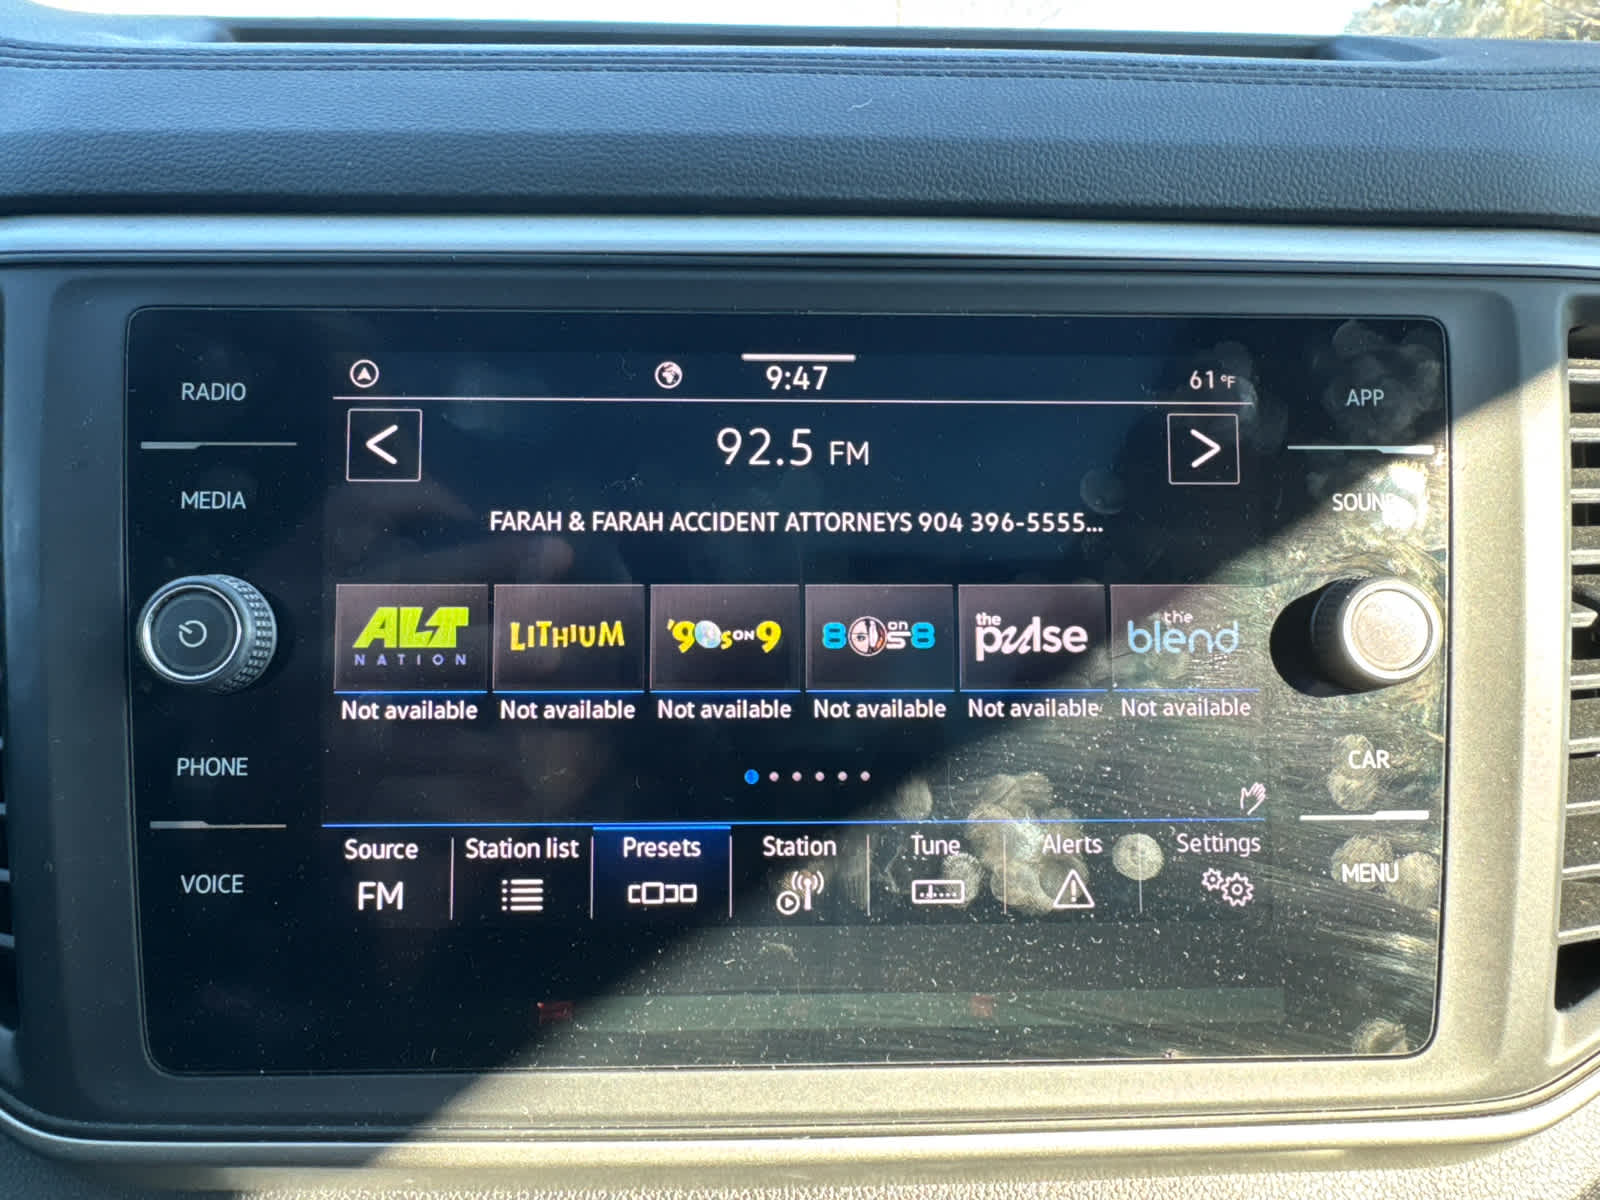 RADIO
MEDIA
PHONE
VOICE
9:47
61 °F
92.5 FM
FARAH & FARAH ACCIDENT ATTORNEYS 904 396-5555...
ALT NATION
LITHIUM
'90s ON 9
80s on 8
the pulse
the blend
Not available
Not available
Not available
Not available
Not available
Not available
Source
FM
Station list
Presets
Station
Tune
Alerts
Settings
APP
SOUND
CAR
MENU